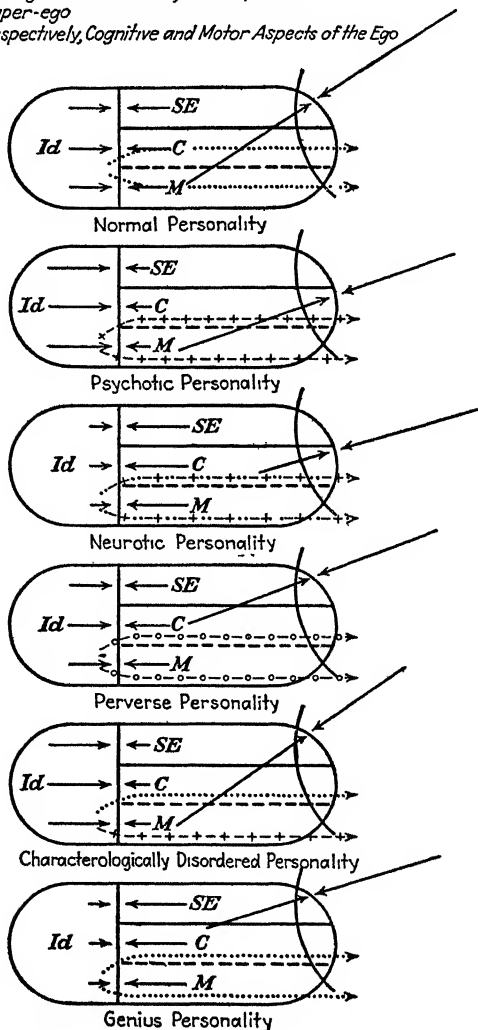 per-ego
spectively, Cognitive and Motor Aspects of the Ego
SE
Id C
M
Normal Personality
SE
Id C
M
Psychotic Personality
SE
Id C
M
Neurotic Personality
SE
Id C
M
Perverse Personality
SE
Id C
M
Characterologically Disordered Personality
SE
Id C
M
Genius Personality